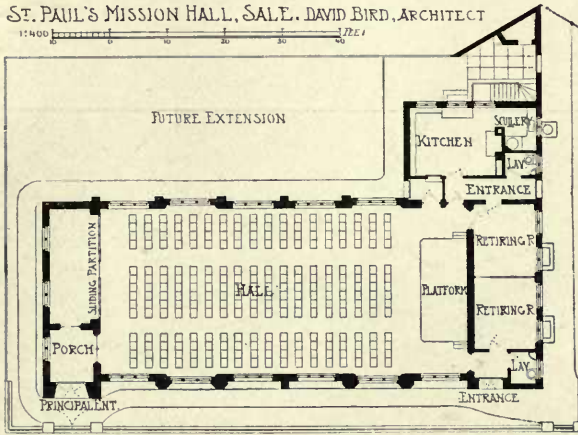 ST. PAUL'S MISSION HALL, SALE. DAVID BIRD, ARCHITECT
1:400 10 0 10 20 30 40 FEET
FUTURE EXTENSION
KITCHEN
SCULLERY
LAV
ENTRANCE
SLIDING PARTITION
HALL
PLATFORM
RETIRING R
RETIRING R
PORCH
LAV
PRINCIPAL ENT.
ENTRANCE